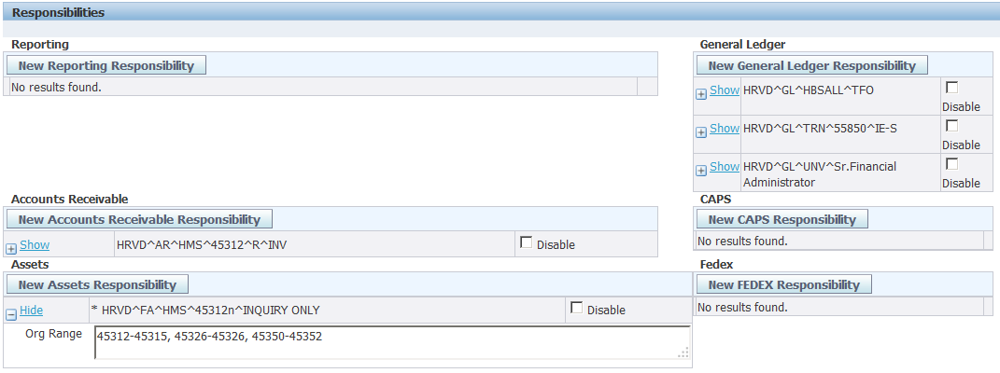 Responsibilities
Reporting
New Reporting Responsibility
No results found.
General Ledger
New General Ledger Responsibility
Show HRVD^GL^HBSALL^TFO Disable
Show HRVD^GL^TRN^55850^IE-S Disable
Show HRVD^GL^UNV^Sr.Financial
Administrator Disable
Accounts Receivable
New Accounts Receivable Responsibility
Show HRVD^AR^HMS^45312^R^INV Disable
CAPS
New CAPS Responsibility
No results found.
Assets
New Assets Responsibility
Hide * HRVD^FA^HMS^45312n^INQUIRY ONLY Disable
Org Range 45312-45315, 45326-45326, 45350-45352
Fedex
New FEDEX Responsibility
No results found.